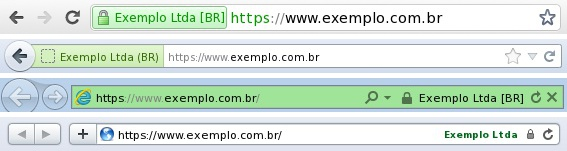 Exemplo Ltda [BR] https://www.exemplo.com.br
Exemplo Ltda (BR) https://www.exemplo.com.br
https://www.exemplo.com.br/ Exemplo Ltda [BR]
https://www.exemplo.com.br/ Exemplo Ltda